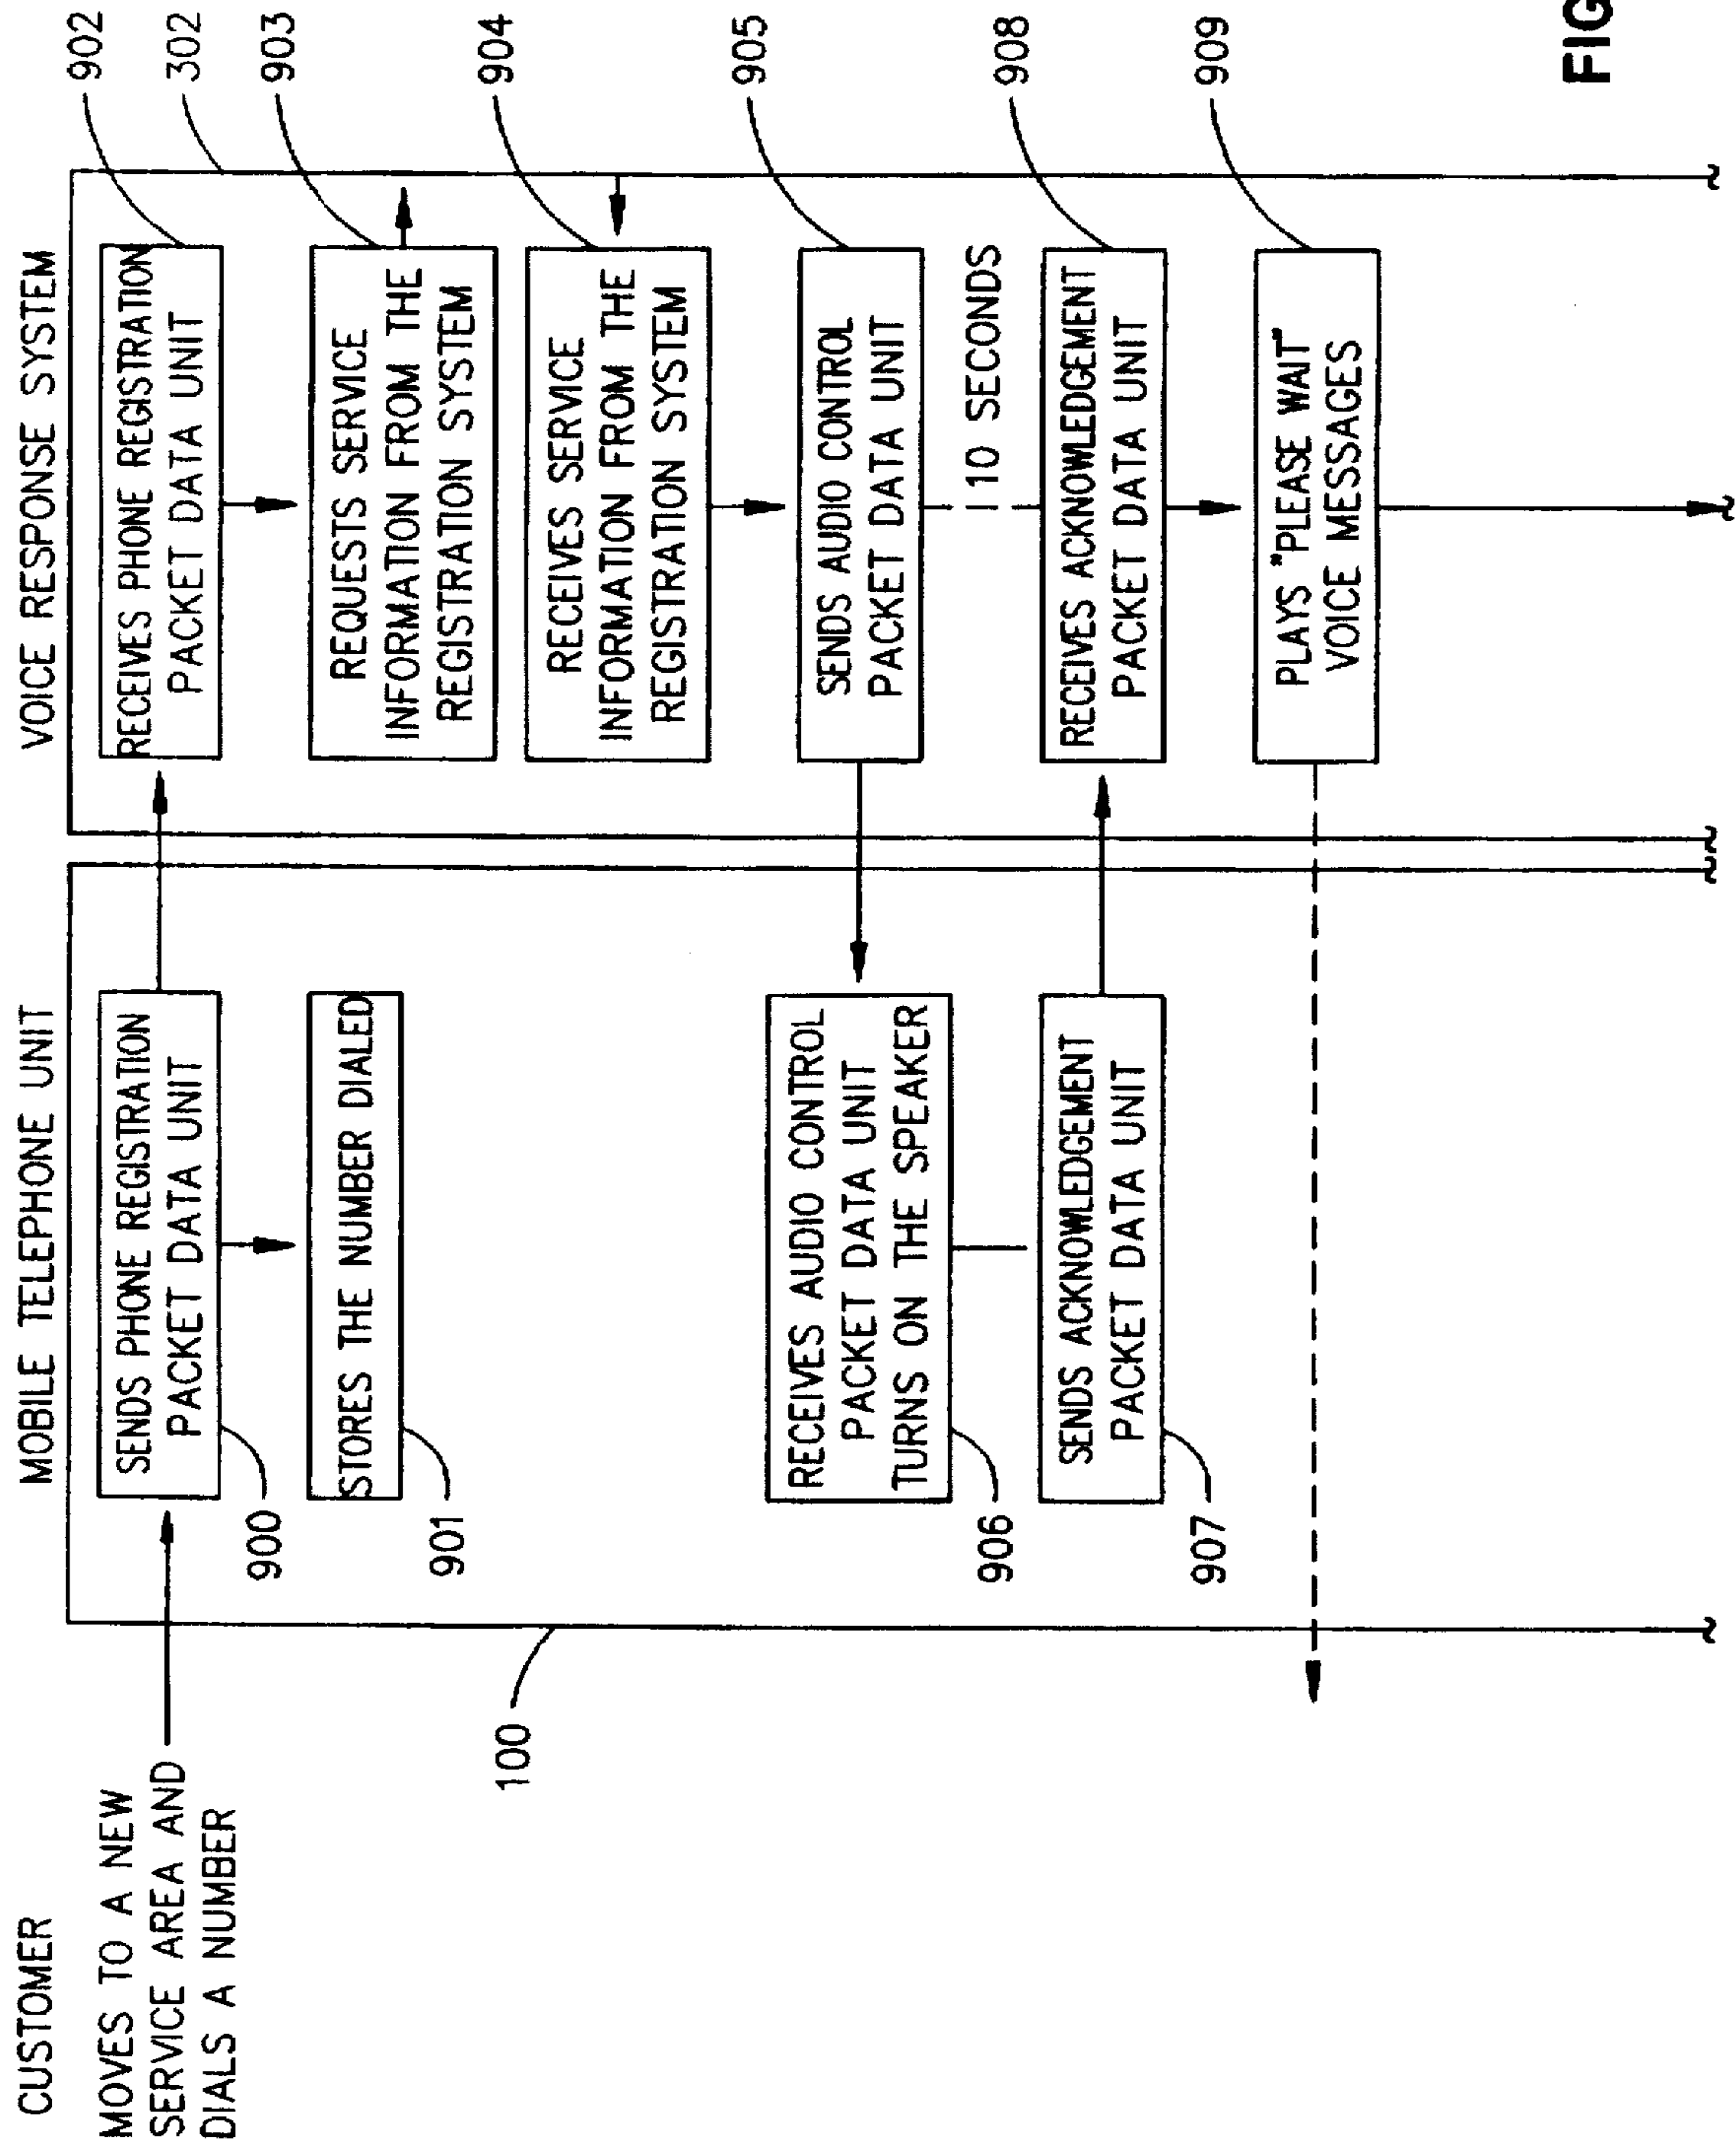 CUSTOMER
MOVES TO A NEW
SERVICE AREA AND
DIALS A NUMBER
MOBILE TELEPHONE UNIT
100
SENDS PHONE REGISTRATION
PACKET DATA UNIT
900
STORES THE NUMBER DIALED
901
RECEIVES AUDIO CONTROL
PACKET DATA UNIT
TURNS ON THE SPEAKER
906
SENDS ACKNOWLEDGEMENT
PACKET DATA UNIT
907
VOICE RESPONSE SYSTEM
302
RECEIVES PHONE REGISTRATION
PACKET DATA UNIT
902
REQUESTS SERVICE
INFORMATION FROM THE
REGISTRATION SYSTEM
903
RECEIVES SERVICE
INFORMATION FROM THE
REGISTRATION SYSTEM
904
SENDS AUDIO CONTROL
PACKET DATA UNIT
905
10 SECONDS
RECEIVES ACKNOWLEDGEMENT
PACKET DATA UNIT
908
PLAYS "PLEASE WAIT"
VOICE MESSAGES
909
FIG